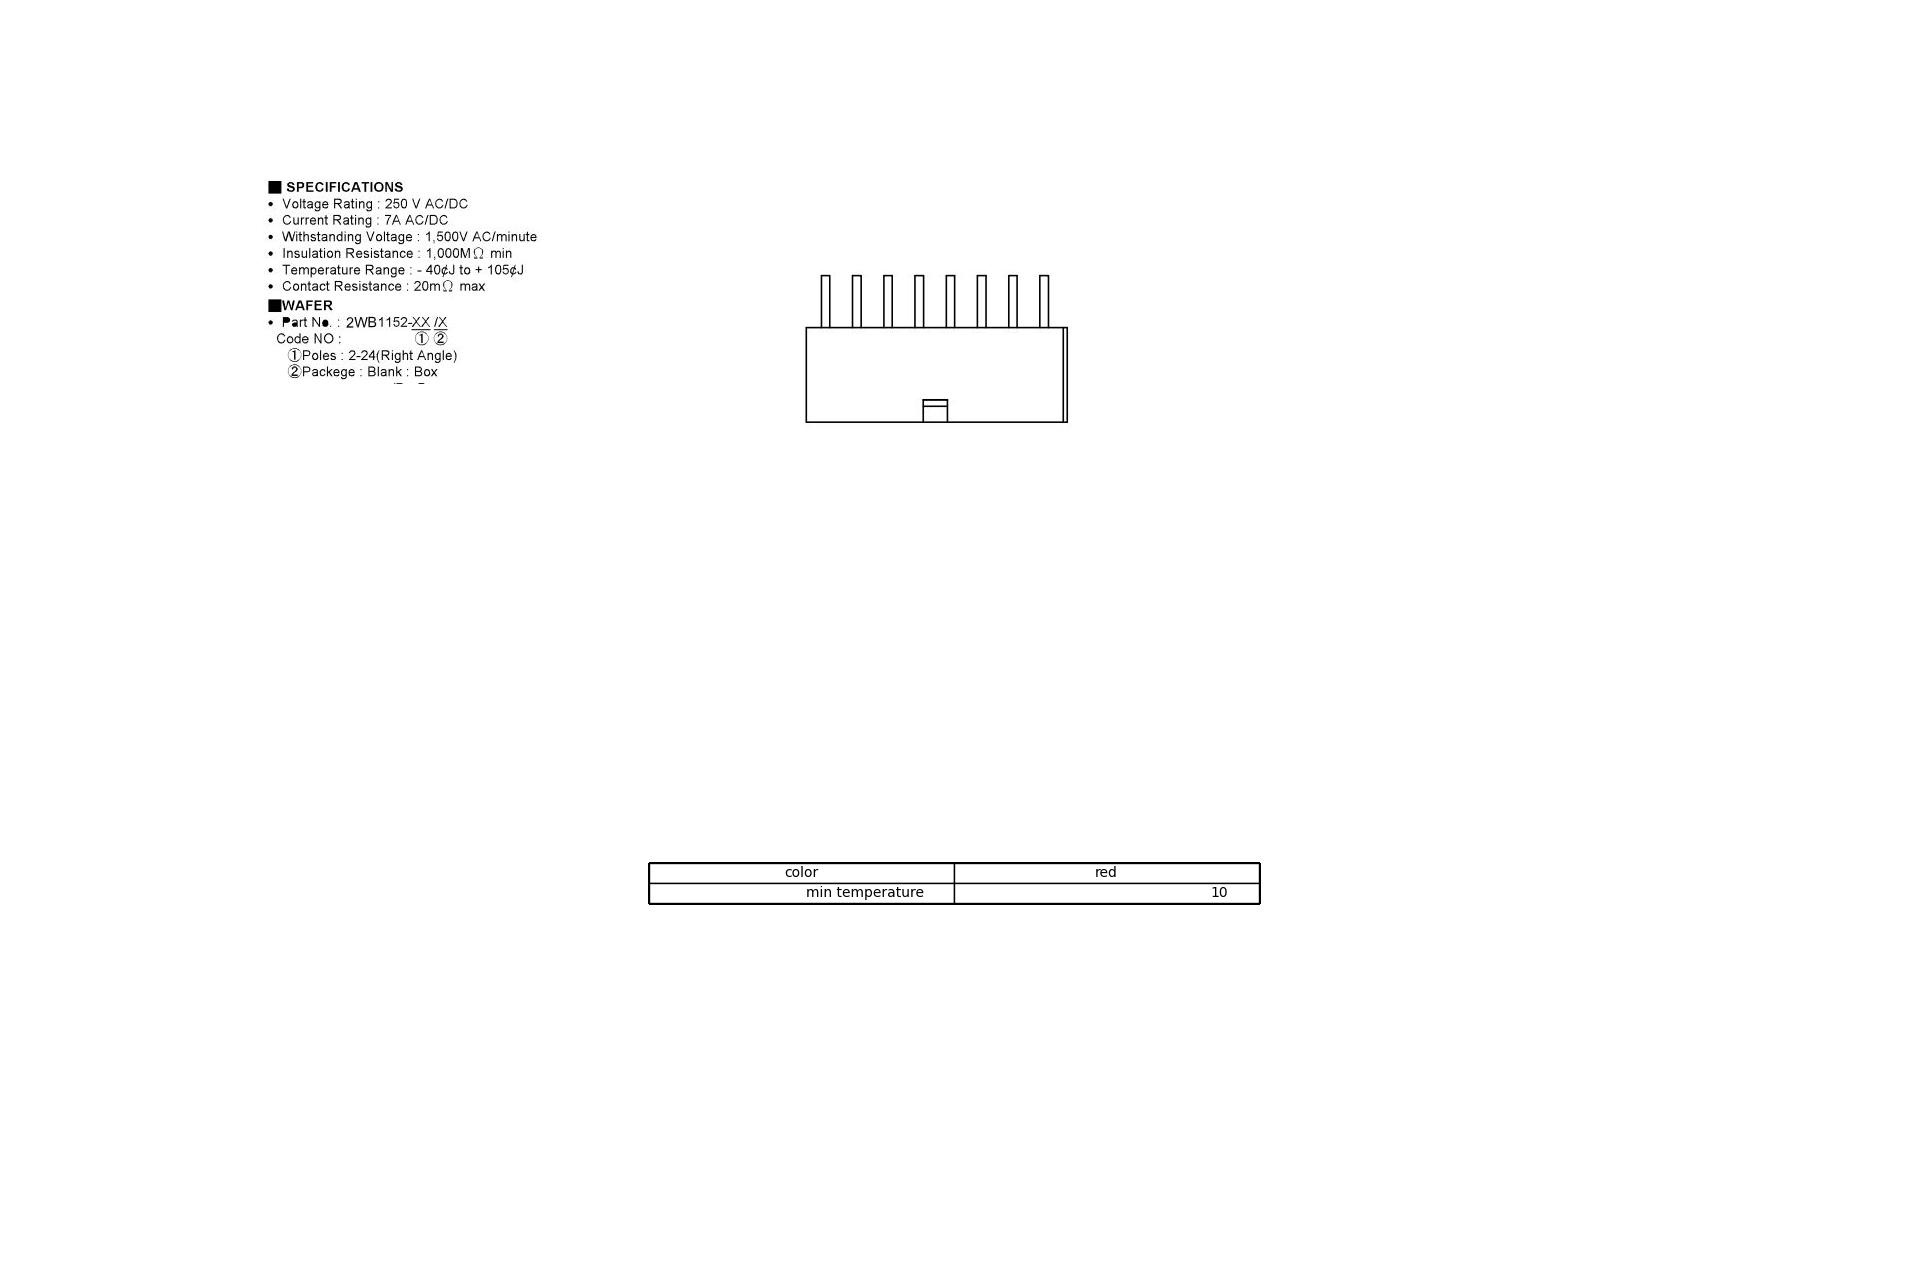 ■ SPECIFICATIONS
• Voltage Rating : 250 V AC/DC
• Current Rating : 7A AC/DC
• Withstanding Voltage : 1,500V AC/minute
• Insulation Resistance : 1,000MΩ min
• Temperature Range : - 40¢J to + 105¢J
• Contact Resistance : 20mΩ max
■WAFER
• Part No. : 2WB1152-XX /X
Code NO : ① ②
①Poles : 2-24(Right Angle)
②Packege : Blank : Box
color red
min temperature 10